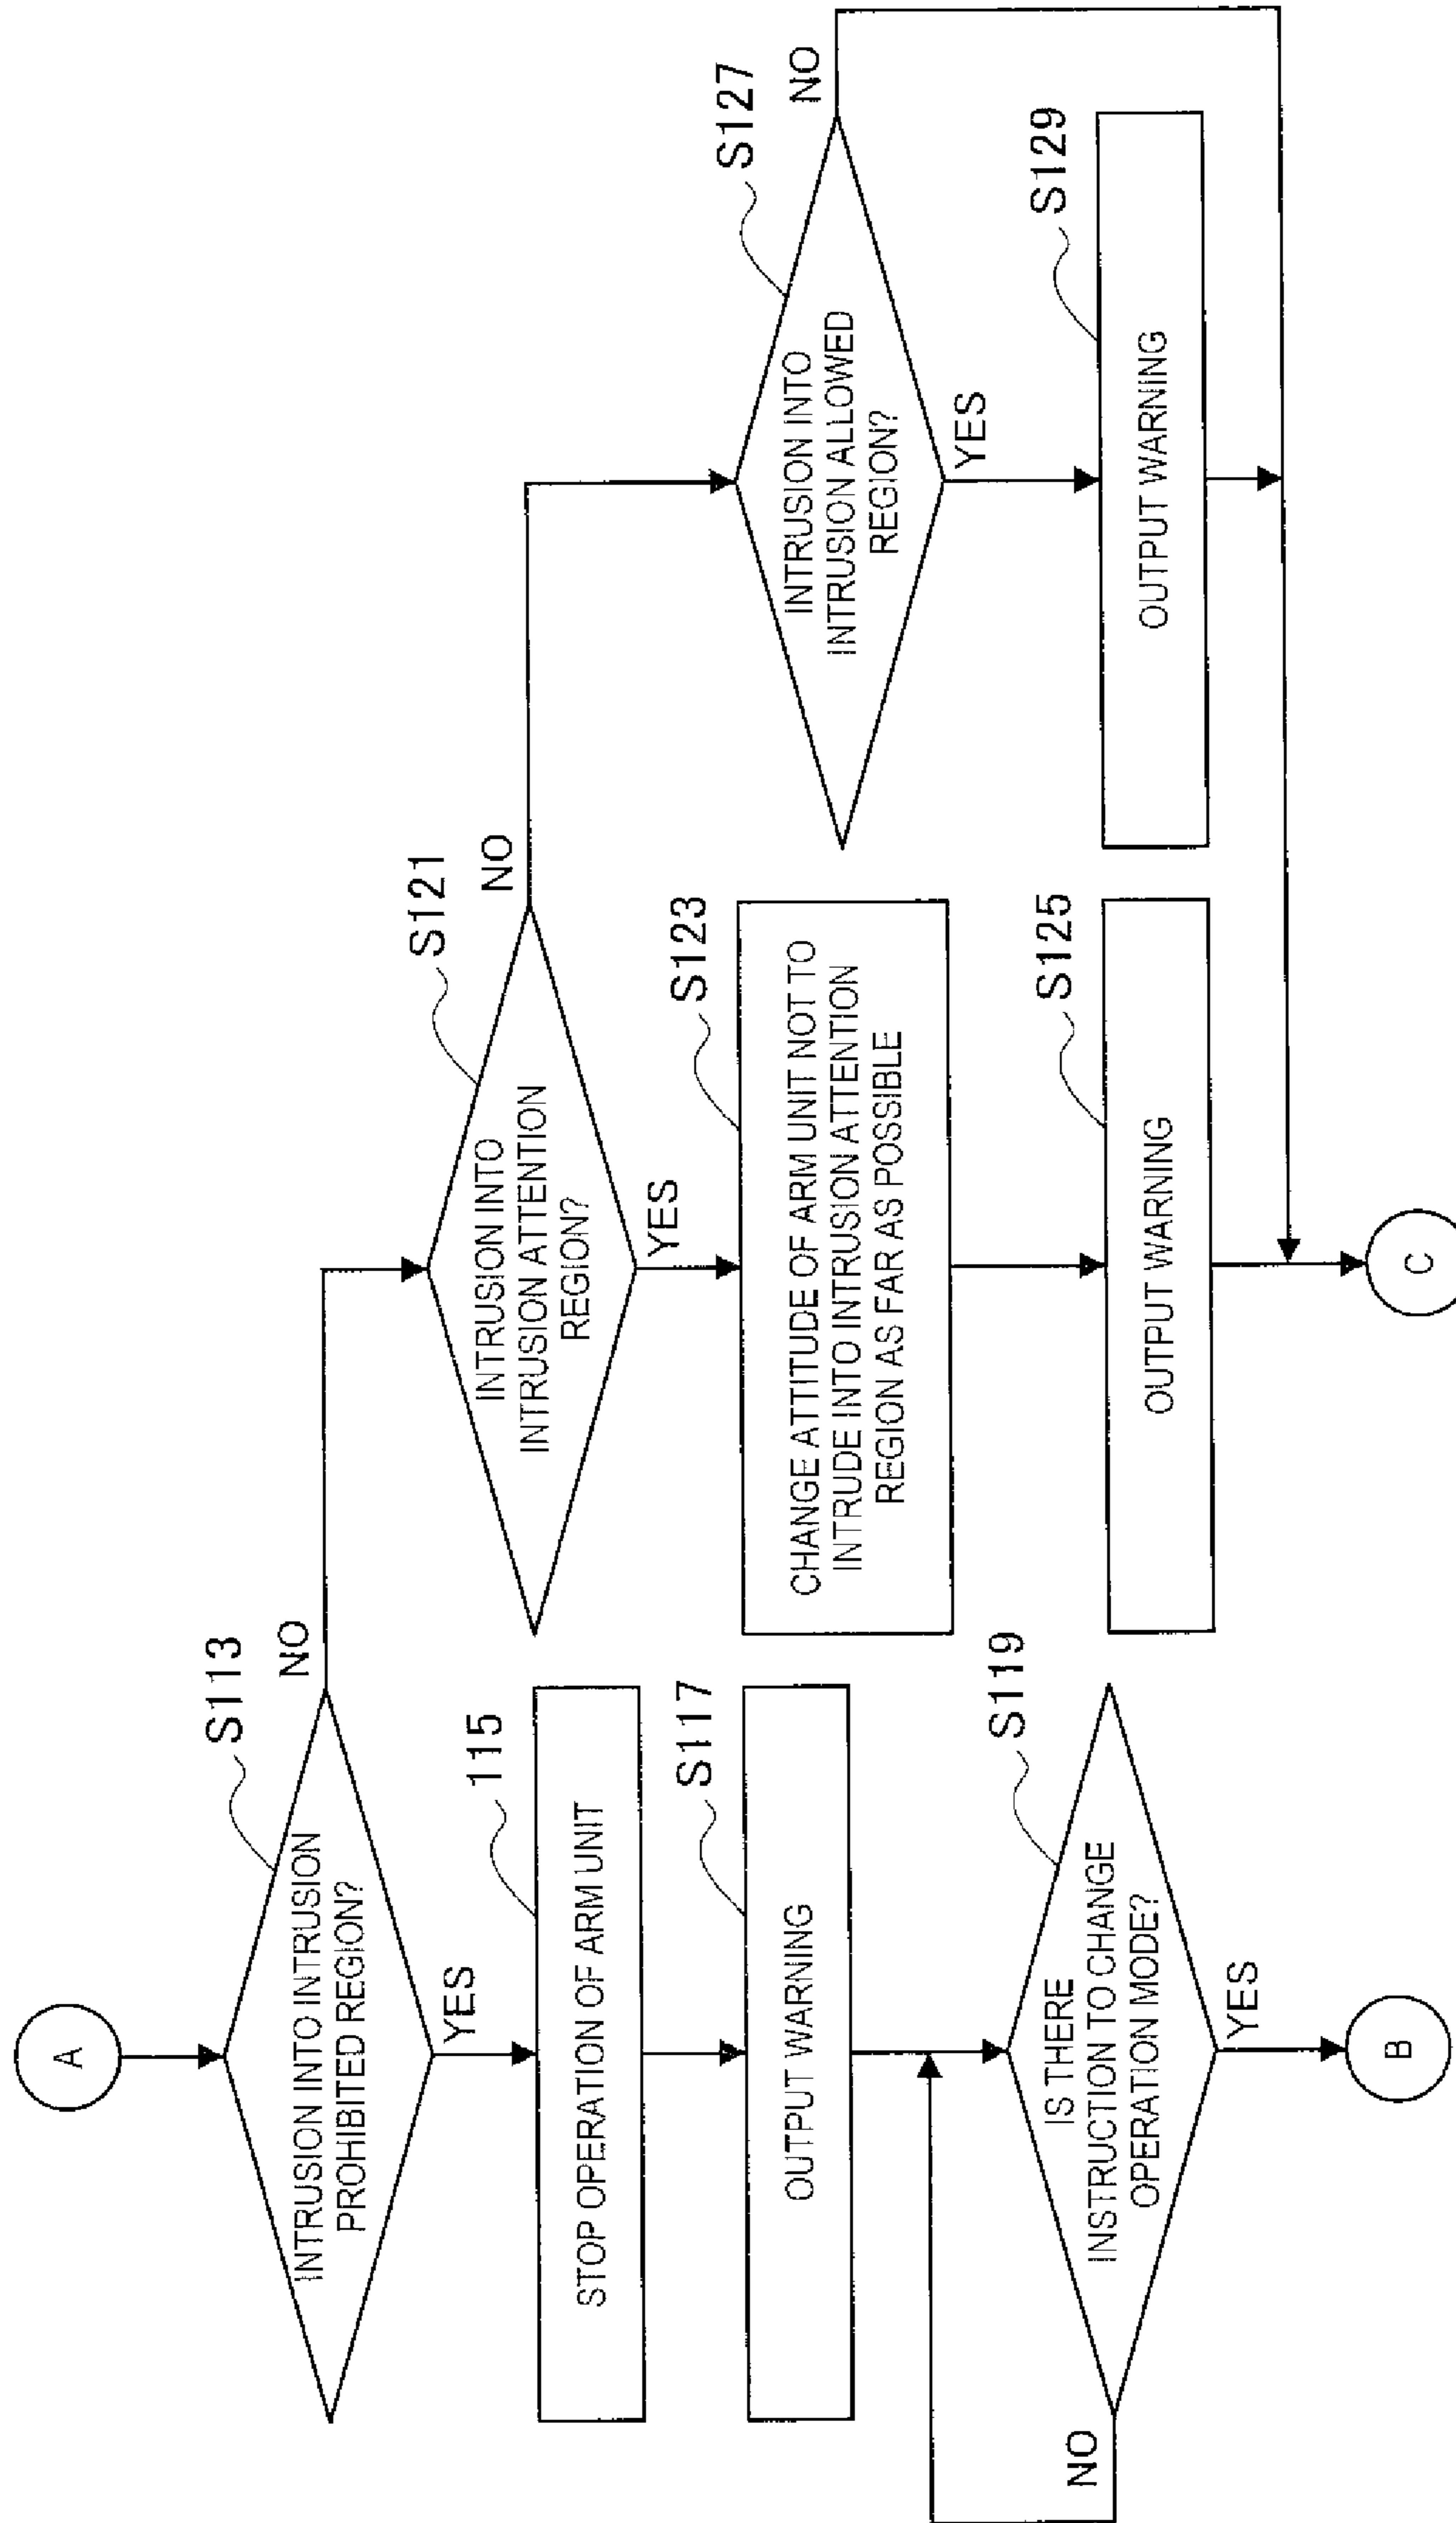 A
S113
INTRUSION INTO INTRUSION
PROHIBITED REGION?
NO
YES
115
STOP OPERATION OF ARM UNIT
S117
OUTPUT WARNING
S119
IS THERE
INSTRUCTION TO CHANGE
OPERATION MODE?
NO
YES
B
S121
INTRUSION INTO
INTRUSION ATTENTION
REGION?
NO
YES
S123
CHANGE ATTITUDE OF ARM UNIT NOT TO
INTRUDE INTO INTRUSION ATTENTION
REGION AS FAR AS POSSIBLE
S125
OUTPUT WARNING
C
S127
INTRUSION INTO
INTRUSION ALLOWED
REGION?
NO
YES
S129
OUTPUT WARNING